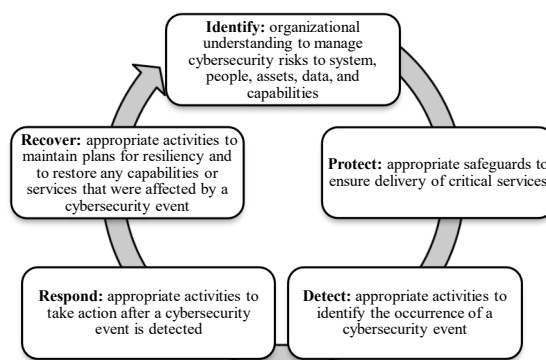 Identify: organizational
understanding to manage
cybersecurity risks to system,
people, assets, data, and
capabilities
Protect: appropriate safeguards to
ensure delivery of critical services
Detect: appropriate activities to
identify the occurrence of a
cybersecurity event
Respond: appropriate activities to
take action after a cybersecurity
event is detected
Recover: appropriate activities to
maintain plans for resiliency and
to restore any capabilities or
services that were affected by a
cybersecurity event